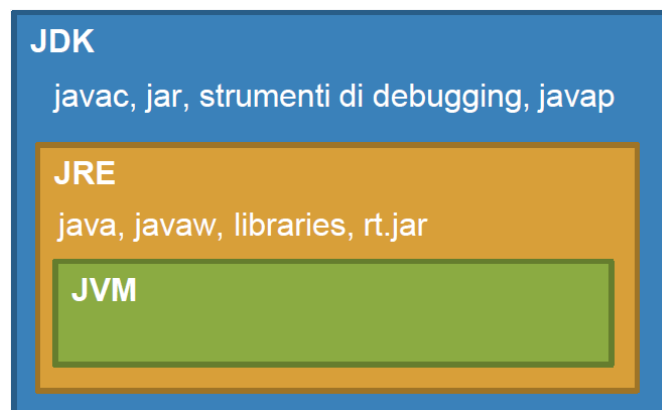 JDK
javac, jar, strumenti di debugging, javap
JRE
java, javaw, libraries, rt.jar
JVM